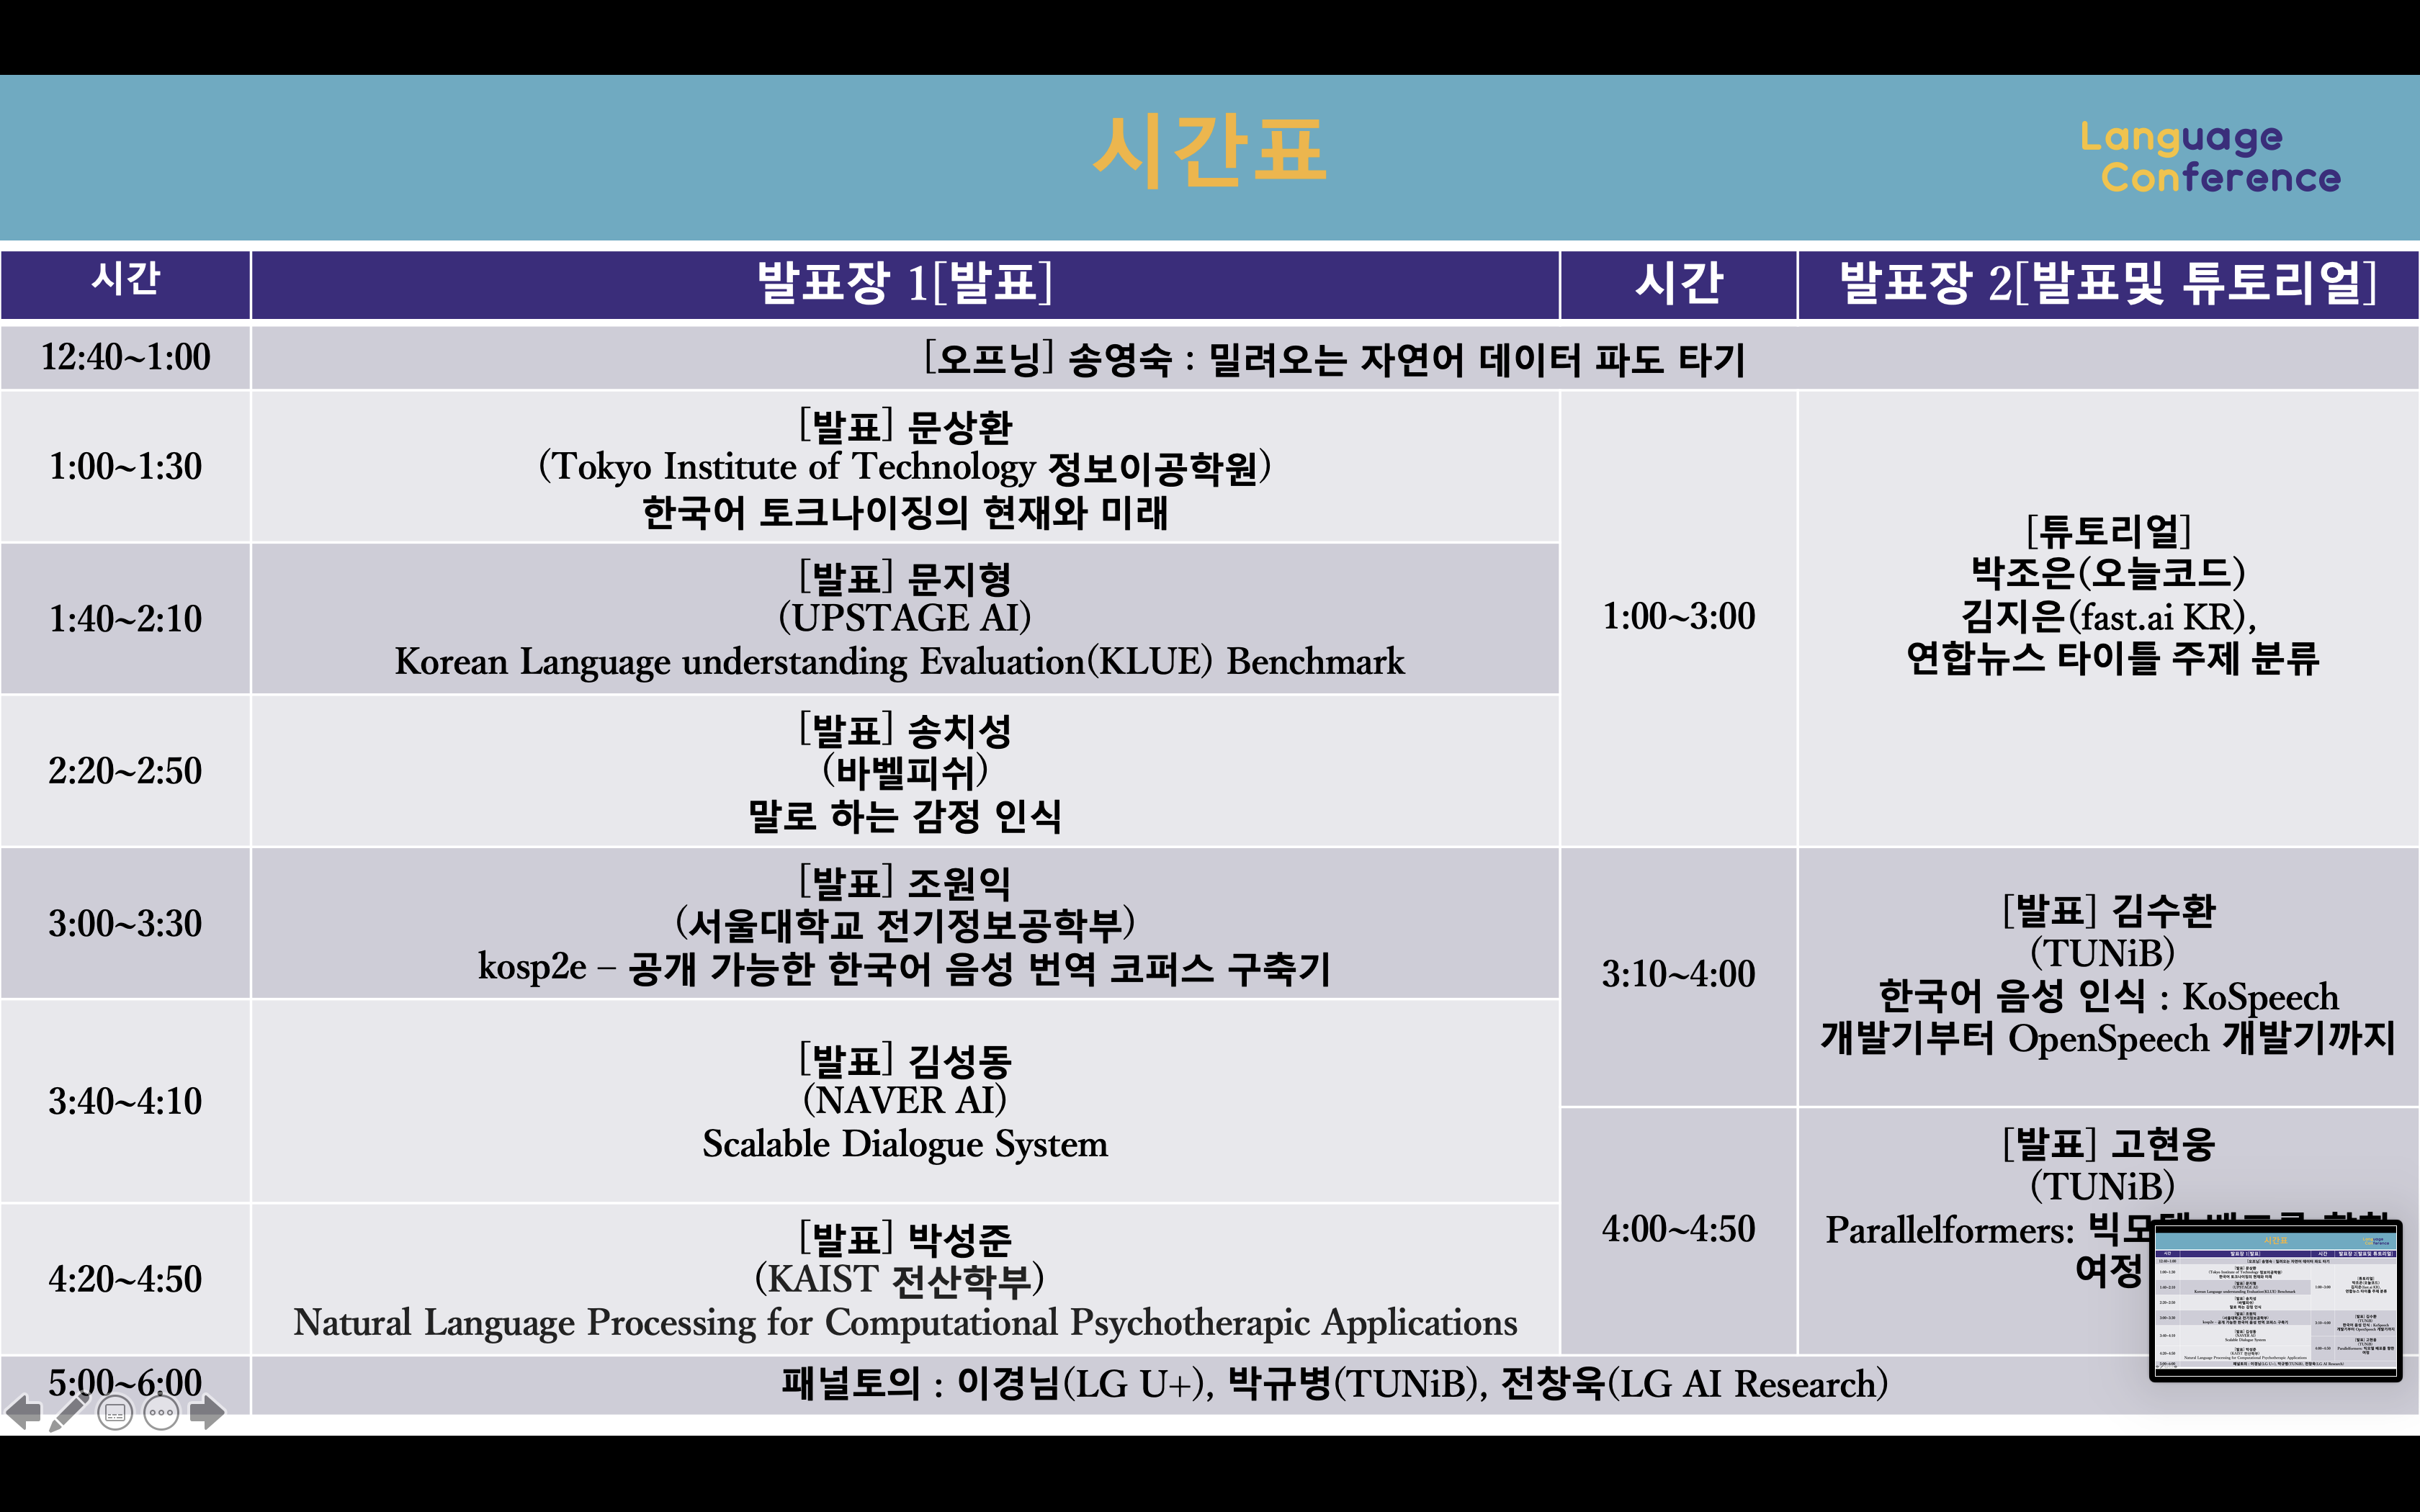 시간표
Language
Conference
시간
발표장 1[발표]
시간
발표장 2[발표및 튜토리얼]
12:40~1:00
[오프닝] 송영숙 : 밀려오는 자연어 데이터 파도 타기
1:00~1:30
[발표] 문상환
(Tokyo Institute of Technology 정보이공학원)
한국어 토크나이징의 현재와 미래
1:00~3:00
[튜토리얼]
박조은(오늘코드)
김지은(fast.ai KR),
연합뉴스 타이틀 주제 분류
1:40~2:10
[발표] 문지형
(UPSTAGE AI)
Korean Language understanding Evaluation(KLUE) Benchmark
2:20~2:50
[발표] 송치성
(바벨피쉬)
말로 하는 감정 인식
3:00~3:30
[발표] 조원익
(서울대학교 전기정보공학부)
kosp2e – 공개 가능한 한국어 음성 번역 코퍼스 구축기
3:10~4:00
[발표] 김수환
(TUNiB)
한국어 음성 인식 : KoSpeech
개발기부터 OpenSpeech 개발기까지
3:40~4:10
[발표] 김성동
(NAVER AI)
Scalable Dialogue System
4:00~4:50
[발표] 고현웅
(TUNiB)
Parallelformers:
여정
4:20~4:50
[발표] 박성준
(KAIST 전산학부)
Natural Language Processing for Computational Psychotherapic Applications
5:00~6:00
패널토의 : 이경님(LG U+), 박규병(TUNiB), 전창욱(LG AI Research)